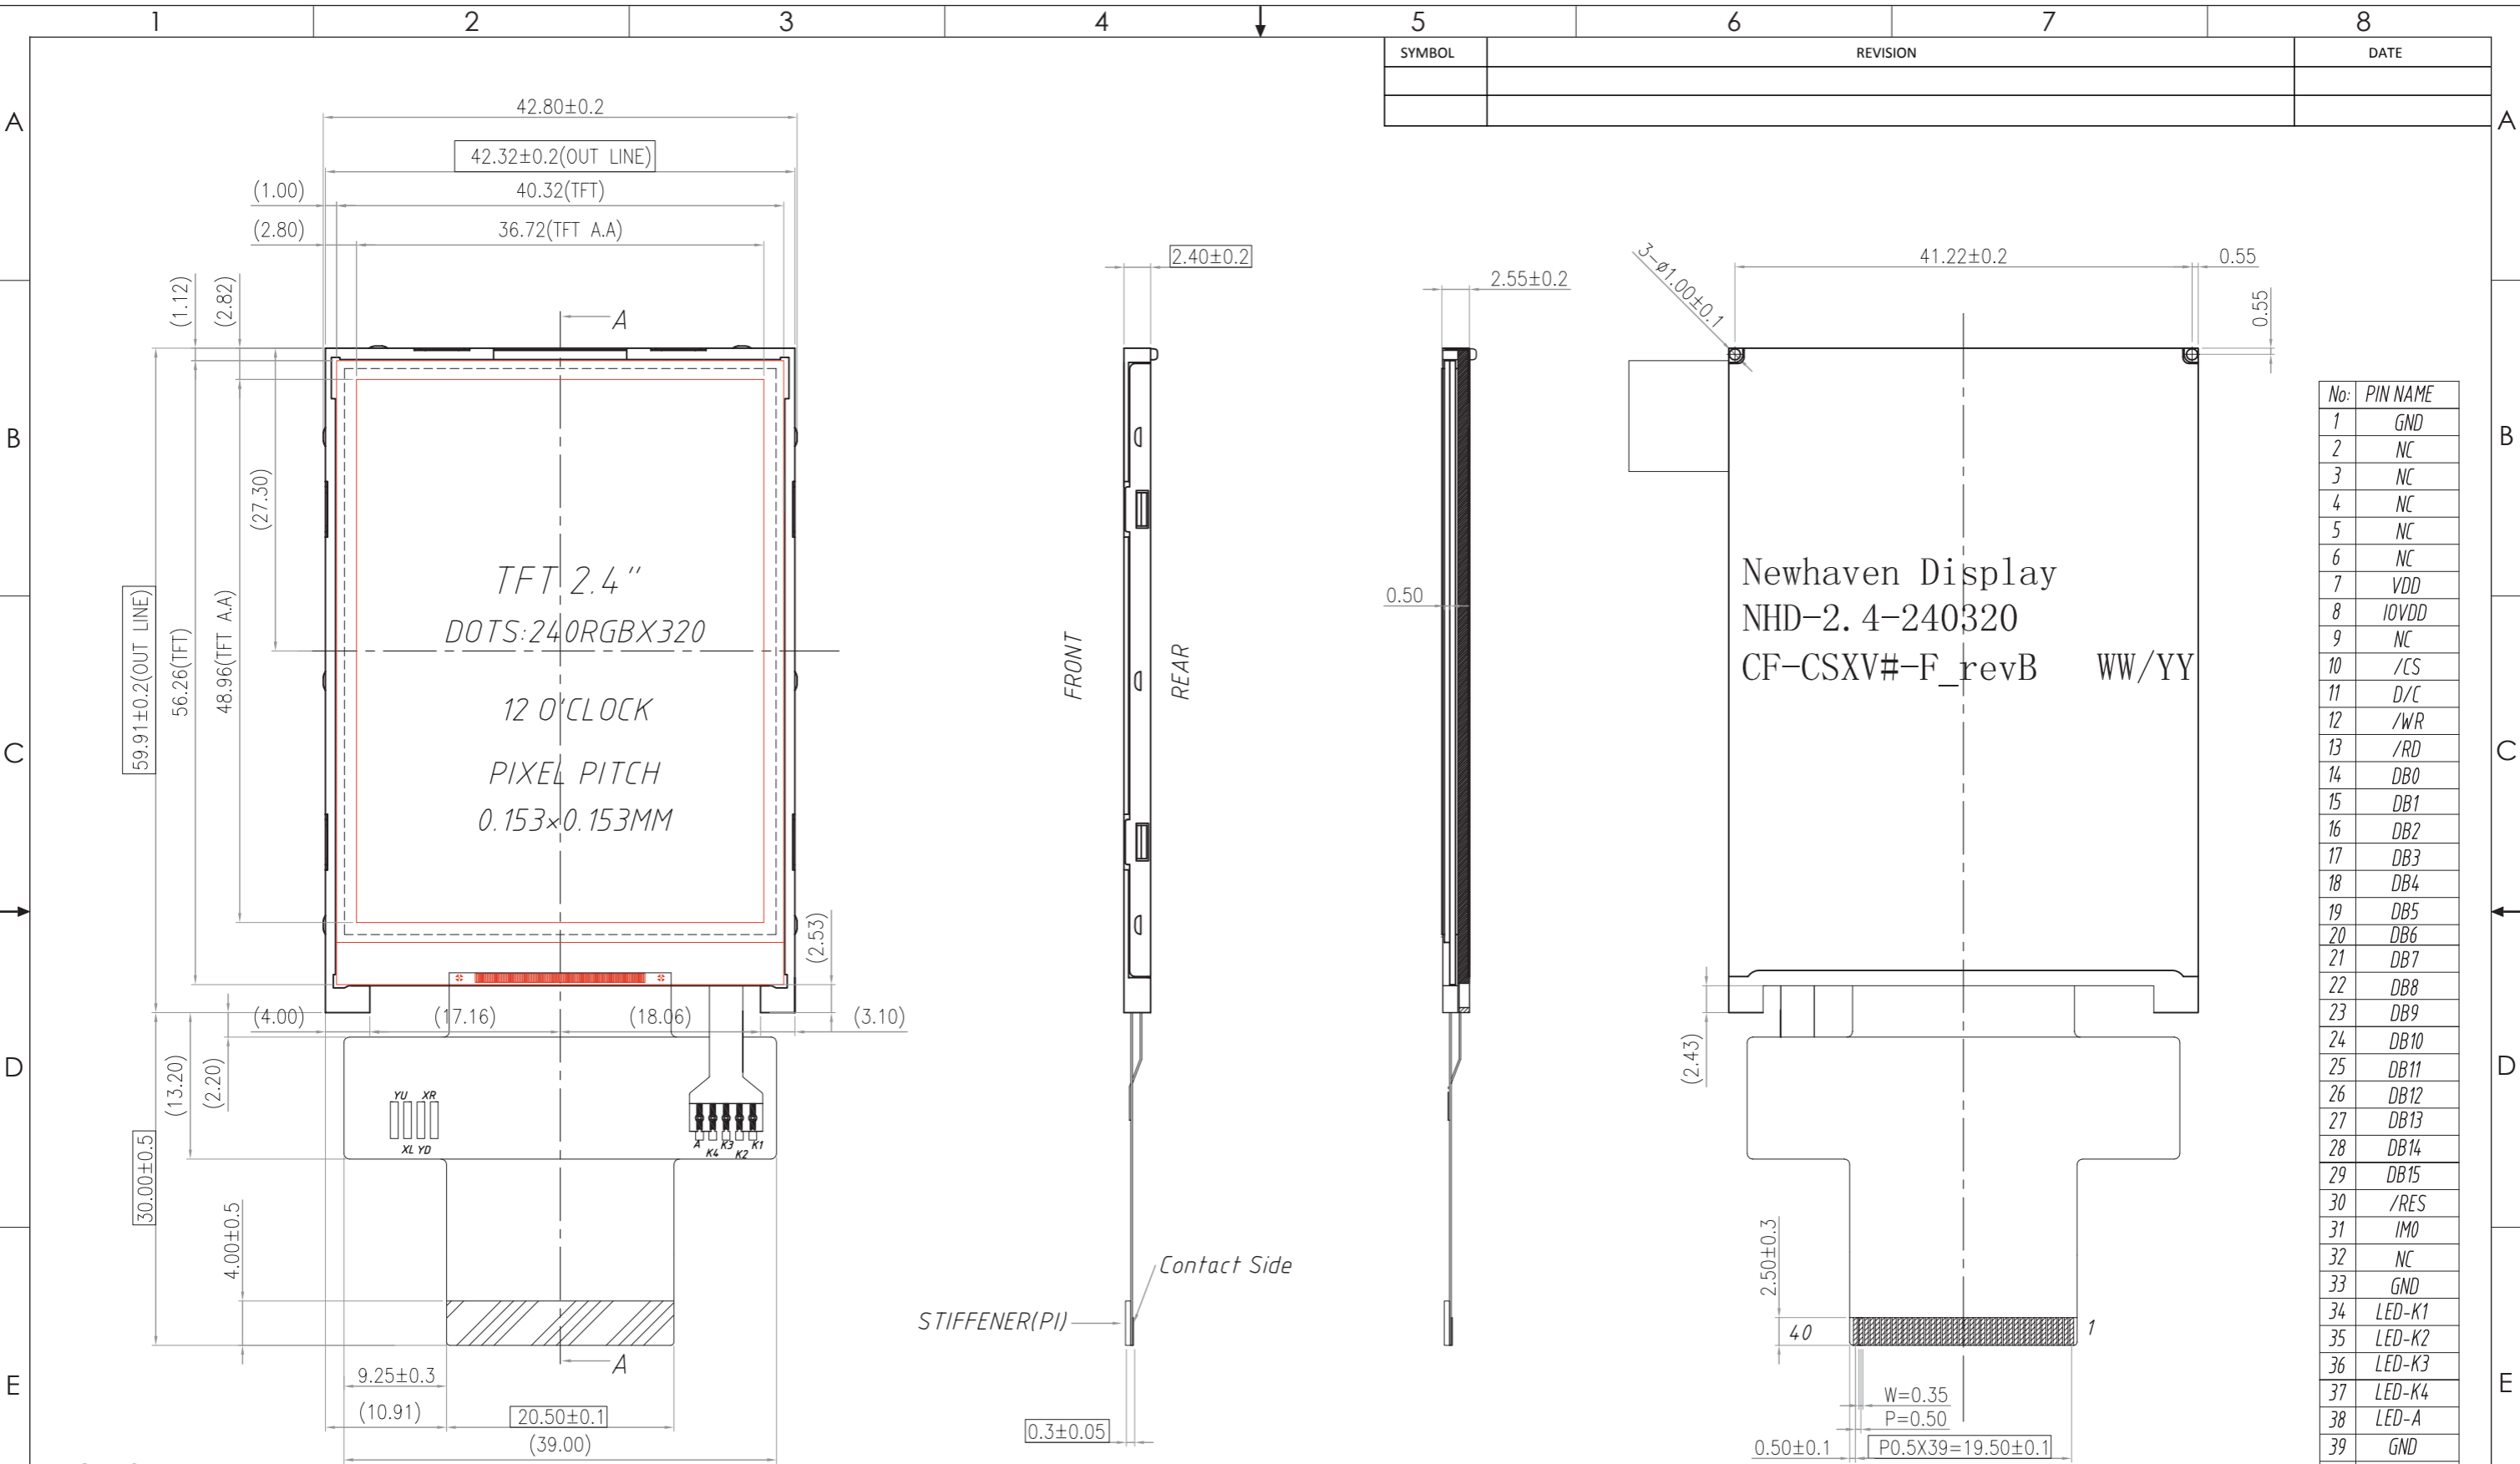 1 2 3 4 5 6 7 8
SYMBOL REVISION DATE
A A
B B
C C
D D
E E
42.80±0.2
42.32±0.2(OUT LINE)
(1.00) 40.32(TFT)
(2.80) 36.72(TFT A.A)
(1.12)
(2.82)
A
(27.30)
59.91±0.2(OUT LINE)
56.26(TFT)
48.96(TFT A.A)
TFT 2.4"
DOTS:240RGBX320
12 O'CLOCK
PIXEL PITCH
0.153×0.153MM
(2.53)
(4.00) (17.16) (18.06) (3.10)
(13.20)
(2.20)
30.00±0.5
YU XR
XL YD
A K3 K1
K4 K2
4.00±0.5
A
9.25±0.3
(10.91) 20.50±0.1
(39.00)
2.40±0.2
FRONT
REAR
Contact Side
STIFFENER(PI)
0.3±0.05
2.55±0.2
0.50
3-ø1.00±0.1
41.22±0.2 0.55
0.55
Newhaven Display
NHD-2.4-240320
CF-CSXV#-F_revB WW/YY
(2.43)
2.50±0.3
40 1
W=0.35
P=0.50
0.50±0.1 P0.5X39=19.50±0.1
No: PIN NAME
1 GND
2 NC
3 NC
4 NC
5 NC
6 NC
7 VDD
8 IOVDD
9 NC
10 /CS
11 D/C
12 /WR
13 /RD
14 DB0
15 DB1
16 DB2
17 DB3
18 DB4
19 DB5
20 DB6
21 DB7
22 DB8
23 DB9
24 DB10
25 DB11
26 DB12
27 DB13
28 DB14
29 DB15
30 /RES
31 IM0
32 NC
33 GND
34 LED-K1
35 LED-K2
36 LED-K3
37 LED-K4
38 LED-A
39 GND